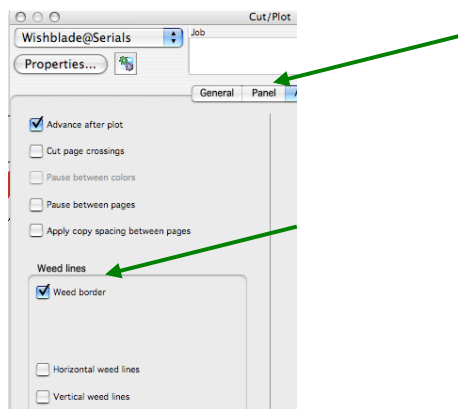 Cut/Plot
Wishblade@Serials
Job
Properties...
General Panel
Advance after plot
Cut page crossings
Pause between colors
Pause between pages
Apply copy spacing between pages
Weed lines
Weed border
Horizontal weed lines
Vertical weed lines